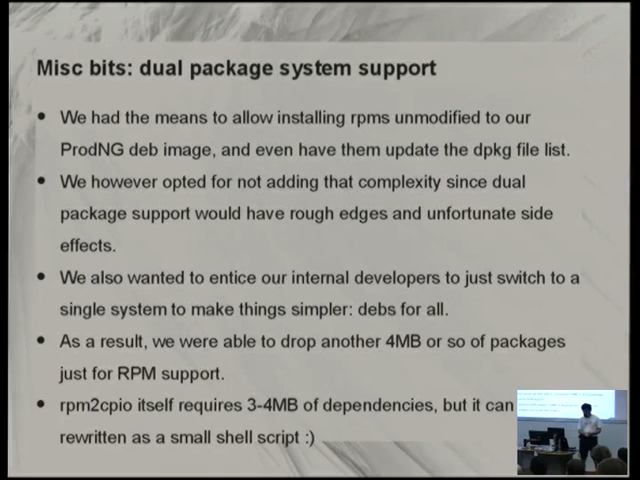 Misc bits: dual package system support
• We had the means to allow installing rpms unmodified to our
ProdNG deb image, and even have them update the dpkg file list.
• We however opted for not adding that complexity since dual
package support would have rough edges and unfortunate side
effects.
• We also wanted to entice our internal developers to just switch to a
single system to make things simpler: debs for all.
• As a result, we were able to drop another 4MB or so of packages
just for RPM support.
• rpm2cpio itself requires 3-4MB of dependencies, but it can
rewritten as a small shell script :)